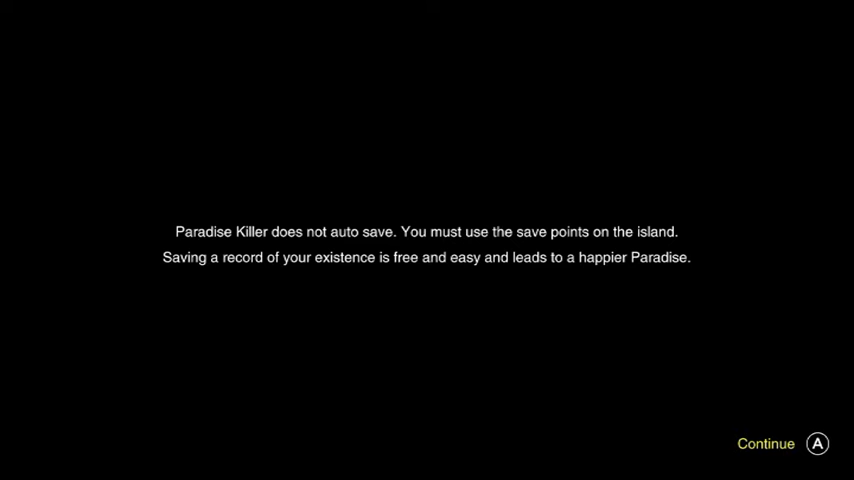 Paradise Killer does not auto save. You must use the save points on the island.
Saving a record of your existence is free and easy and leads to a happier Paradise.
Continue A